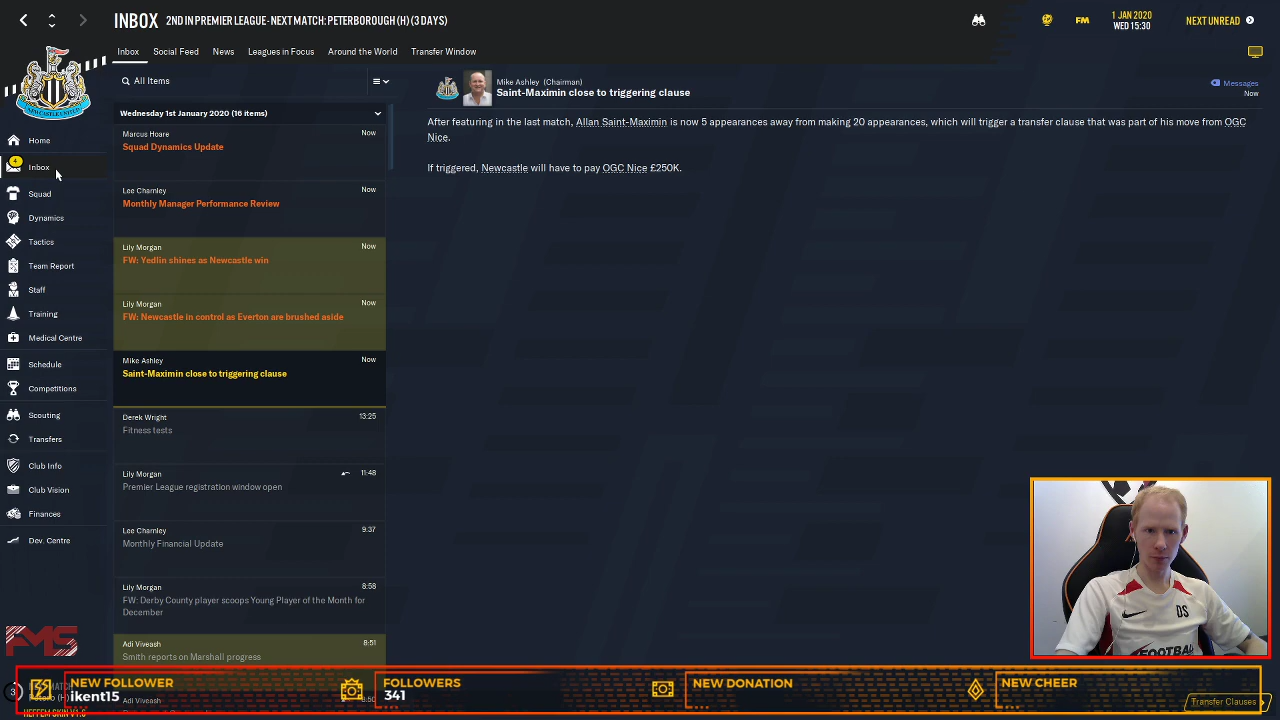 INBOX 2ND IN PREMIER LEAGUE - NEXT MATCH: PETERBOROUGH (H) (3 DAYS)
FM
1 JAN 2020
WED 15:30
NEXT UNREAD
Inbox Social Feed News Leagues in Focus Around the World Transfer Window
All Items
Wednesday 1st January 2020 (16 items)
Marcus Hoare Now
Squad Dynamics Update
Lee Charnley Now
Monthly Manager Performance Review
Lily Morgan Now
FW: Yedlin shines as Newcastle win
Lily Morgan Now
FW: Newcastle in control as Everton are brushed aside
Mike Ashley Now
Saint-Maximin close to triggering clause
Derek Wright 13:25
Fitness tests
Lily Morgan 11:48
Premier League registration window open
Lee Charnley 9:37
Monthly Financial Update
Lily Morgan 8:58
FW: Derby County player scoops Young Player of the Month for
December
Adi Viveash 8:51
Smith reports on Marshall progress
Adi Viveash
Mike Ashley (Chairman)
Saint-Maximin close to triggering clause
Messages
Now
After featuring in the last match, Allan Saint-Maximin is now 5 appearances away from making 20 appearances, which will trigger a transfer clause that was part of his move from OGC
Nice.
If triggered, Newcastle will have to pay OGC Nice £250K.
NEWCASTLE UNITED
Home
4
Inbox
Squad
Dynamics
Tactics
Team Report
Staff
Training
Medical Centre
Schedule
Competitions
Scouting
Transfers
Club Info
Club Vision
Finances
Dev. Centre
FMS
DS
FOOTBALL
NEW FOLLOWER
ikent15
FOLLOWERS
341
NEW DONATION
NEW CHEER
Transfer Clauses